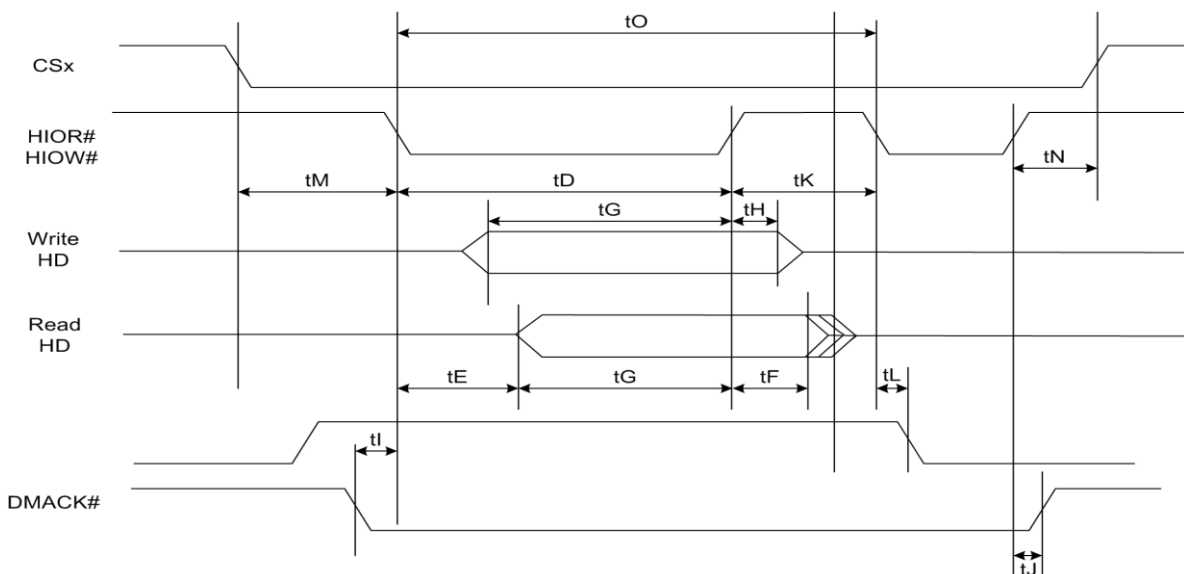 tO
CSx
HIOR#
HIOW#
tN
tM
tD
tK
tG
tH
Write
HD
Read
HD
tE
tG
tF
tL
tI
DMACK#
tJ